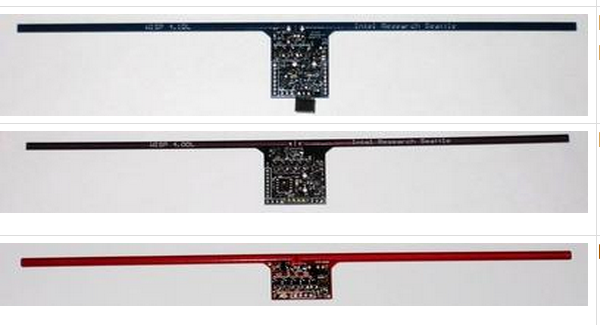 WISP 4.1DL Intel Research Seattle
WISP 4.0DL Intel Research Seattle